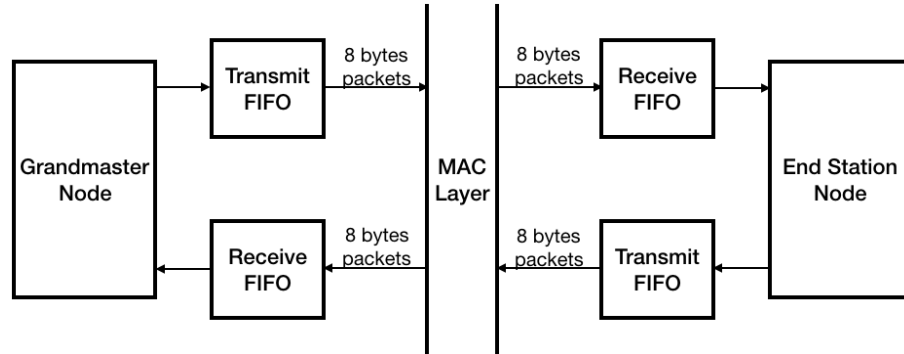 Grandmaster
Node
Transmit
FIFO
8 bytes
packets
MAC
Layer
8 bytes
packets
Receive
FIFO
End Station
Node
Receive
FIFO
8 bytes
packets
8 bytes
packets
Transmit
FIFO